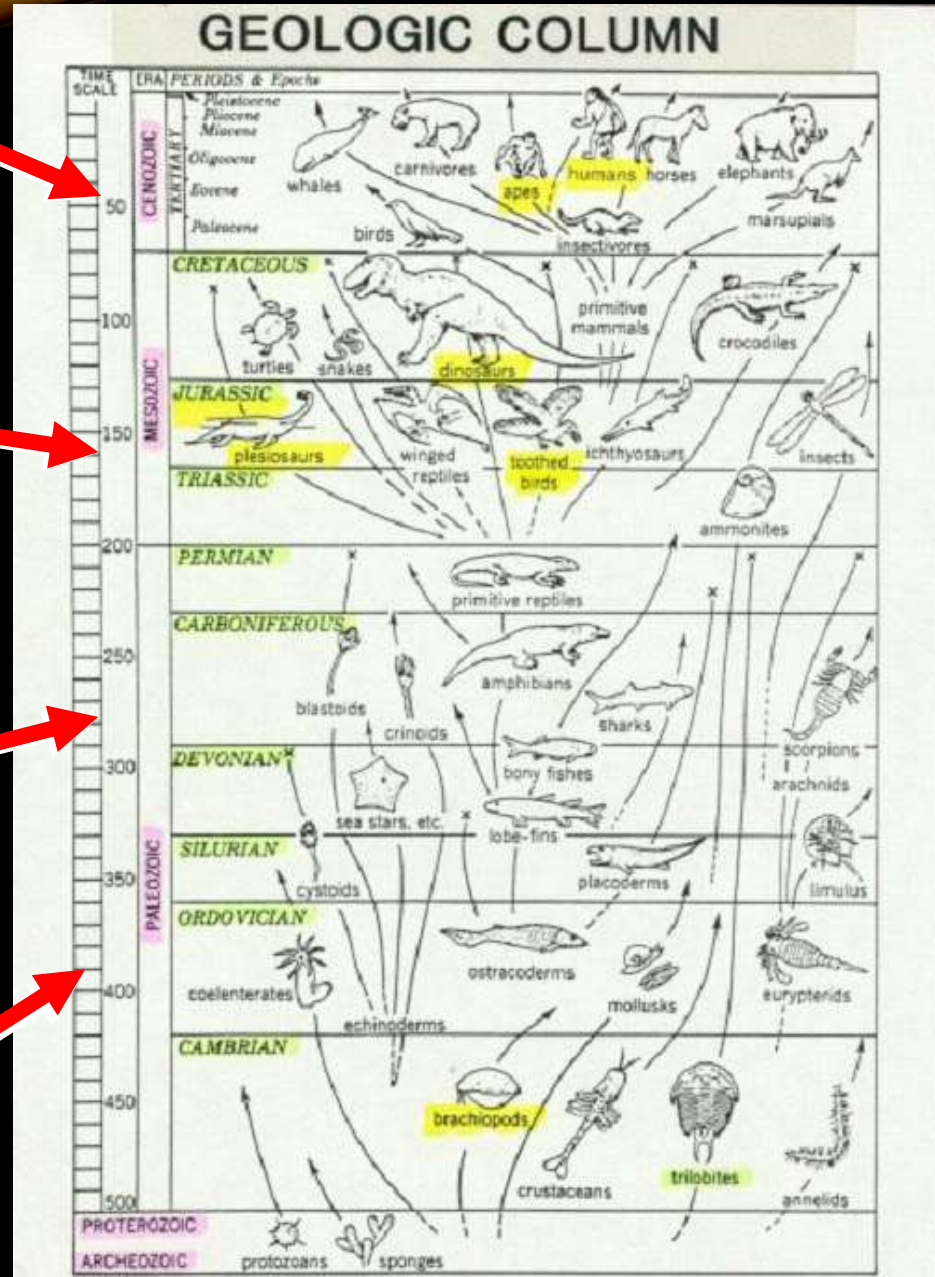 GEOLOGIC COLUMN
TIME SCALE
ERA
PERIODS & Epochs
Pleistocene
Pliocene
Miocene
Oligocene
Eocene
Paleocene
TERTIARY
CENOZOIC
50
whales
carnivores
apes
humans
horses
elephants
marsupials
birds
insectivores
CRETACEOUS
100
turtles
snakes
dinosaurs
primitive
mammals
crocodiles
MESOZOIC
JURASSIC
150
plesiosaurs
winged
reptiles
toothed
birds
ichthyosaurs
insects
TRIASSIC
ammonites
200
PERMIAN
primitive reptiles
CARBONIFEROUS
250
blastoids
crinoids
amphibians
sharks
scorpions
DEVONIAN
300
sea stars, etc.
bony fishes
lobe-fins
arachnids
PALEOZOIC
SILURIAN
350
cystoids
placoderms
limulus
ORDOVICIAN
400
coelenterates
echinoderms
ostracoderms
mollusks
eurypterids
CAMBRIAN
450
brachiopods
crustaceans
trilobites
annelids
500
PROTEROZOIC
ARCHEOZOIC
protozoans
sponges